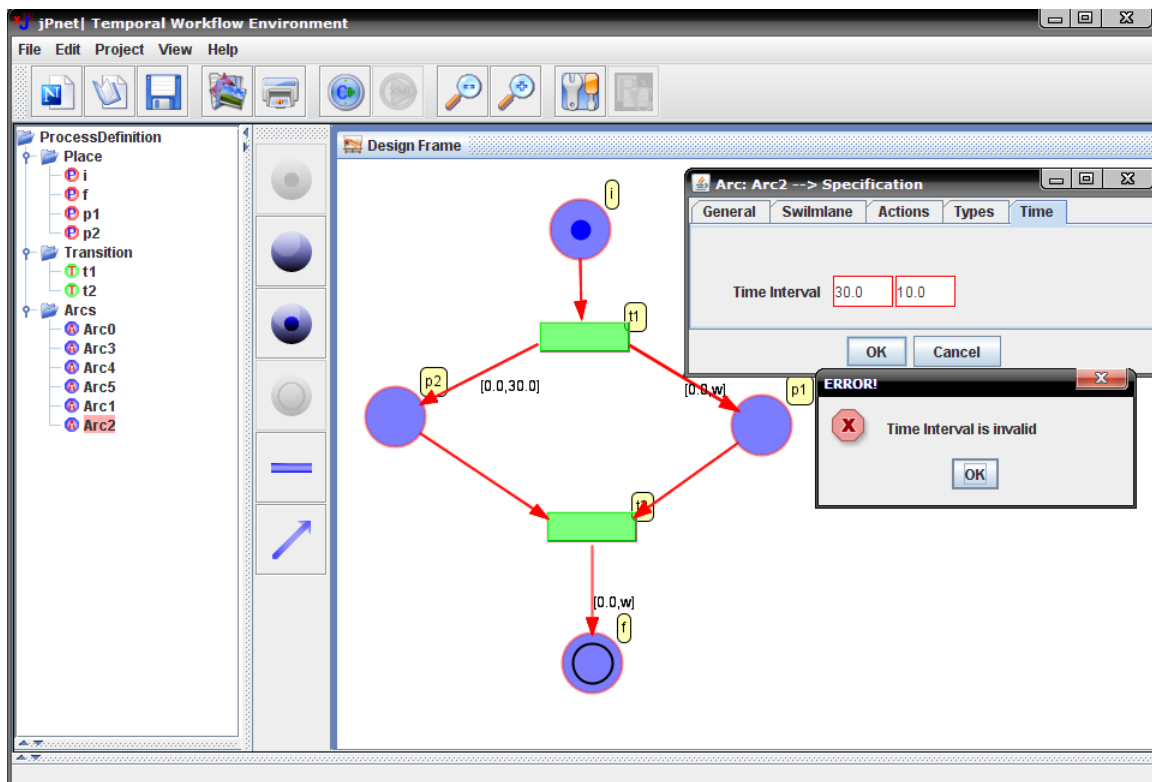 jPnet| Temporal Workflow Environment
File Edit Project View Help
N
C
ProcessDefinition
Place
P i
P f
P p1
P p2
Transition
T t1
T t2
Arcs
A Arc0
A Arc3
A Arc4
A Arc5
A Arc1
A Arc2
Design Frame
i
t1
p2
[0.0,30.0]
[0.0,w]
p1
[0.0,w]
f
Arc: Arc2 --> Specification
General Swilmlane Actions Types Time
Time Interval 30.0 10.0
OK Cancel
ERROR!
X
Time Interval is invalid
OK